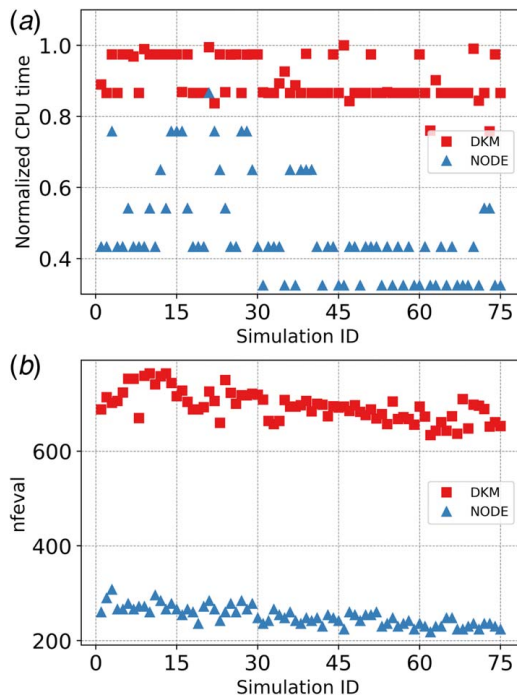 (a)
Normalized CPU time
1.0
0.8
0.6
0.4
DKM
NODE
0 15 30 45 60 75
Simulation ID
(b)
nfeval
600
400
200
DKM
NODE
0 15 30 45 60 75
Simulation ID